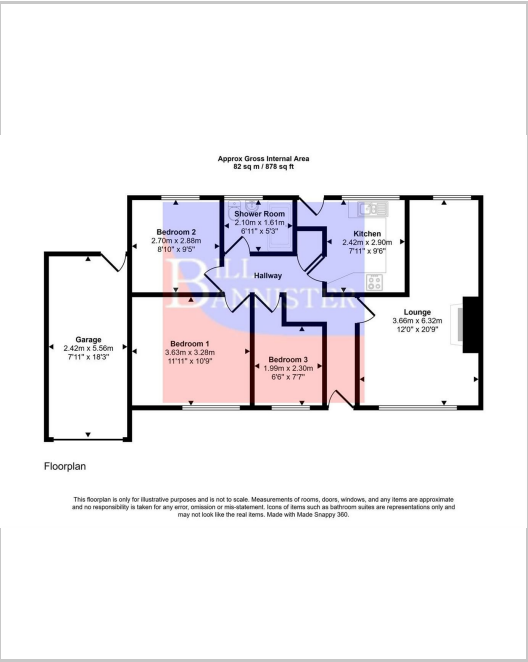 Approx Gross Internal Area
82 sq m / 878 sq ft
Bedroom 2
2.70m x 2.88m
8'10" x 9'5"
Shower Room
2.10m x 1.61m
6'11" x 5'3"
Kitchen
2.42m x 2.90m
7'11" x 9'6"
Hallway
BILL
BANNISTER
Lounge
3.66m x 6.32m
12'0" x 20'9"
Garage
2.42m x 5.56m
7'11" x 18'3"
Bedroom 1
3.63m x 3.28m
11'11" x 10'9"
Bedroom 3
1.99m x 2.30m
6'6" x 7'7"
Floorplan
This floorplan is only for illustrative purposes and is not to scale. Measurements of rooms, doors, windows, and any items are approximate
and no responsibility is taken for any error, omission or mis-statement. Icons of items such as bathroom suites are representations only and
may not look like the real items. Made with Made Snappy 360.